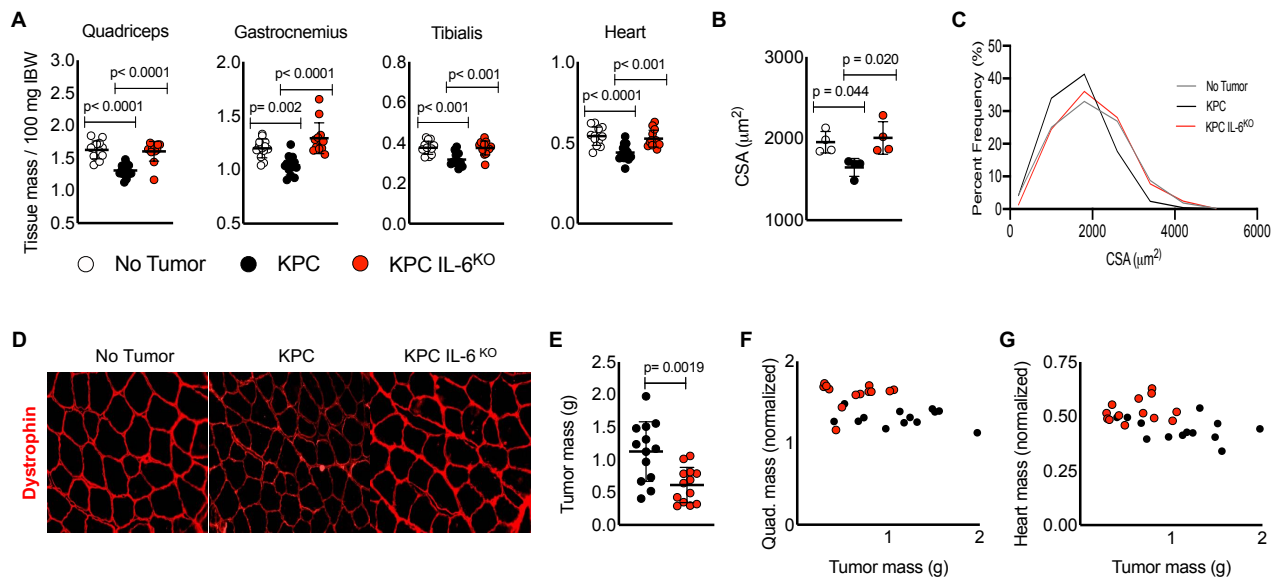 A
Quadriceps
Gastrocnemius
Tibialis
Heart
Tissue mass / 100 mg IBW
3.0
2.5
2.0
1.5
1.0
0.5
p< 0.0001
p< 0.0001
2.5
2.0
1.5
1.0
0.5
p< 0.0001
p= 0.002
0.8
0.6
0.4
0.2
0.0
p< 0.001
p< 0.001
1.0
0.5
0.0
p< 0.001
p< 0.0001
No Tumor
KPC
KPC IL-6KO
B
CSA (μm2)
3000
2000
1000
p = 0.020
p = 0.044
C
Percent Frequency (%)
50
40
30
20
10
0
0
2000
4000
6000
CSA (μm2)
No Tumor
KPC
KPC IL-6KO
D
No Tumor
KPC
KPC IL-6 KO
Dystrophin
E
Tumor mass (g)
2.5
2.0
1.5
1.0
0.5
0.0
p= 0.0019
F
Quad. mass (normalized)
2
1
0
1
2
Tumor mass (g)
G
Heart mass (normalized)
0.75
0.50
0.25
0.00
1
2
Tumor mass (g)